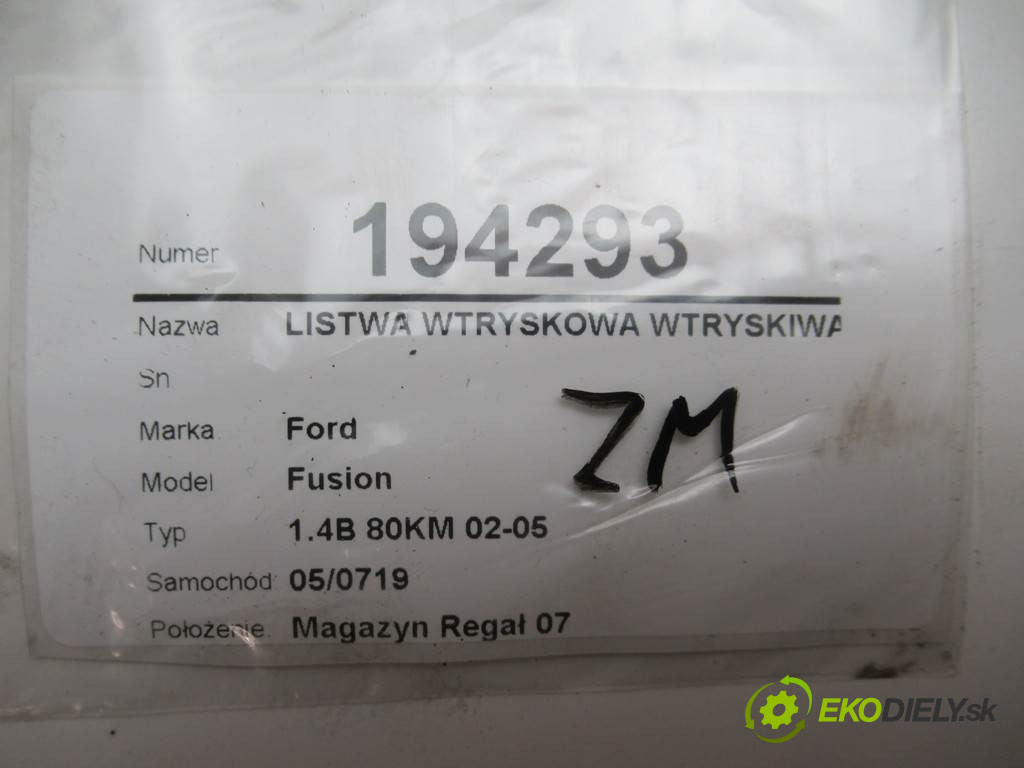 Numer 194293
Nazwa LISTWA WTRYSKOWA WTRYSKIWA
Sn
ZM
Marka Ford
Model Fusion
Typ 1.4B 80KM 02-05
Samochód 05/0719
Położenie Magazyn Regał 07
EKODIELY.sk